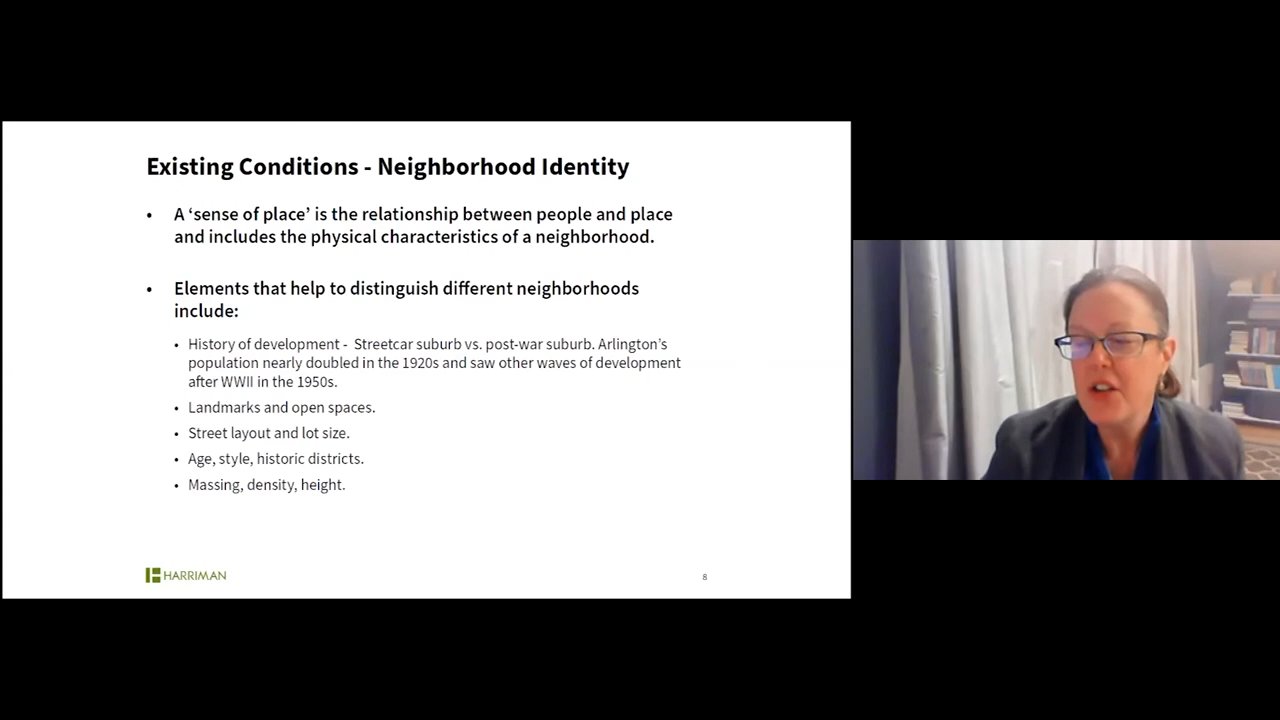 Existing Conditions - Neighborhood Identity
• A ‘sense of place’ is the relationship between people and place
and includes the physical characteristics of a neighborhood.
• Elements that help to distinguish different neighborhoods
include:
• History of development - Streetcar suburb vs. post-war suburb. Arlington’s
population nearly doubled in the 1920s and saw other waves of development
after WWII in the 1950s.
• Landmarks and open spaces.
• Street layout and lot size.
• Age, style, historic districts.
• Massing, density, height.
HARRIMAN
8